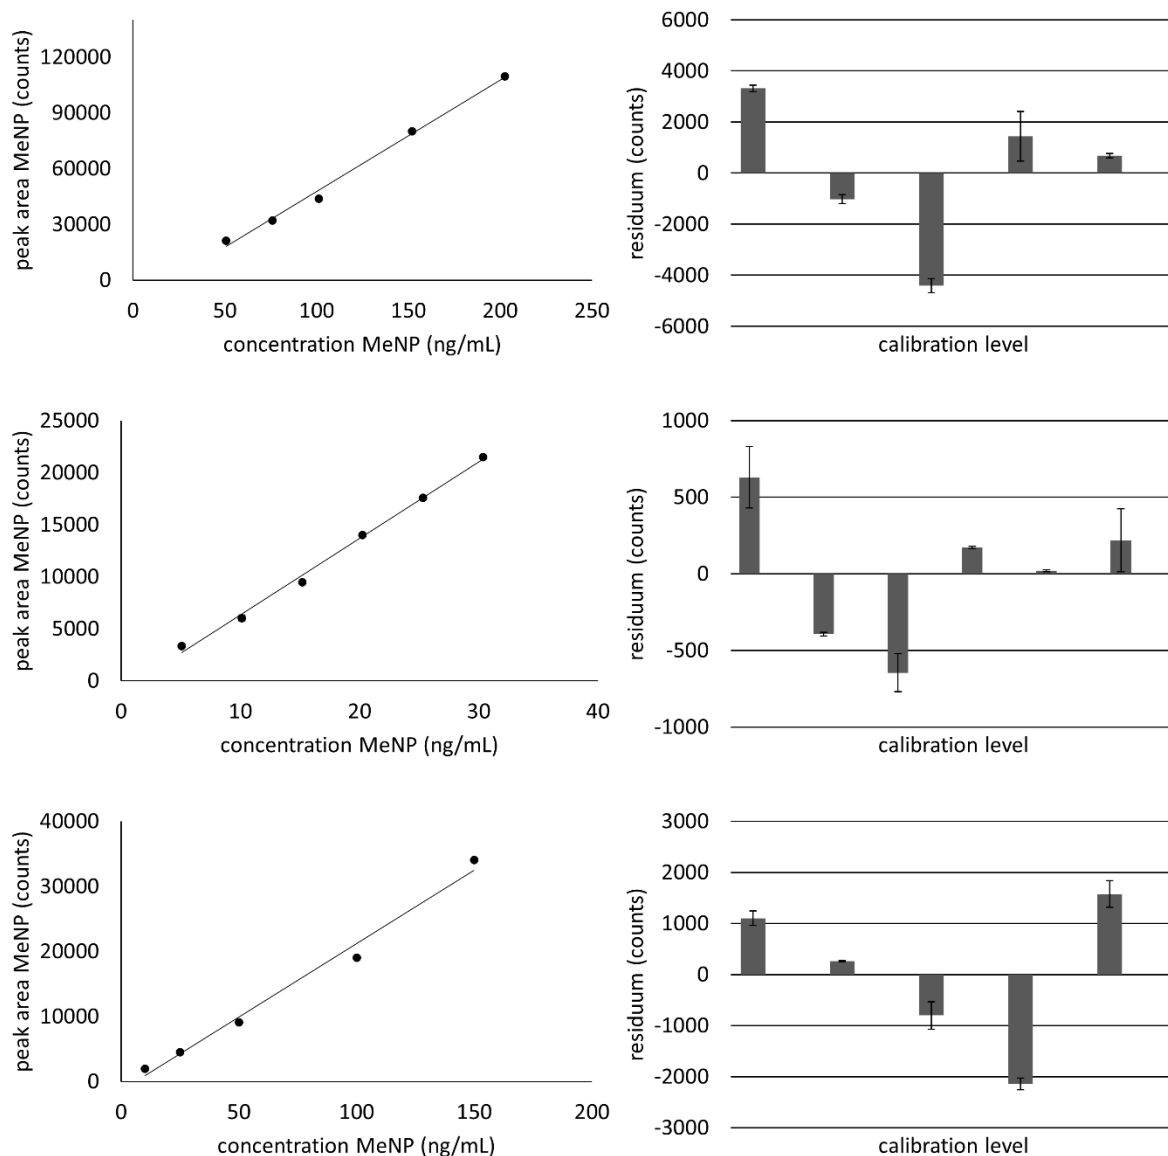 peak area MeNP (counts)
120000
90000
60000
30000
0
0 50 100 150 200 250
concentration MeNP (ng/mL)
residuum (counts)
6000
4000
2000
0
-2000
-4000
-6000
calibration level
peak area MeNP (counts)
25000
20000
15000
10000
5000
0
0 10 20 30 40
concentration MeNP (ng/mL)
residuum (counts)
1000
500
0
-500
-1000
calibration level
peak area MeNP (counts)
40000
30000
20000
10000
0
0 50 100 150 200
concentration MeNP (ng/mL)
residuum (counts)
3000
2000
1000
0
-1000
-2000
-3000
calibration level